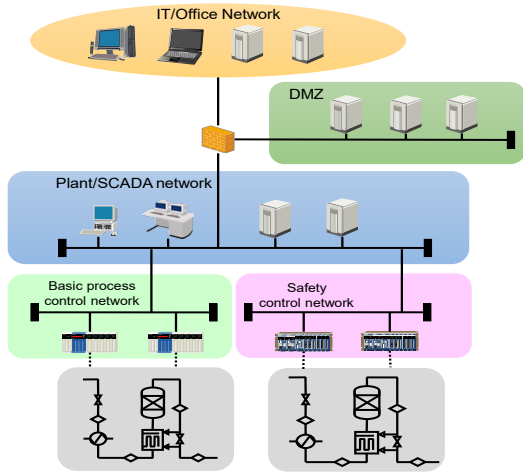 IT/Office Network
DMZ
Plant/SCADA network
Basic process
control network
Safety
control network